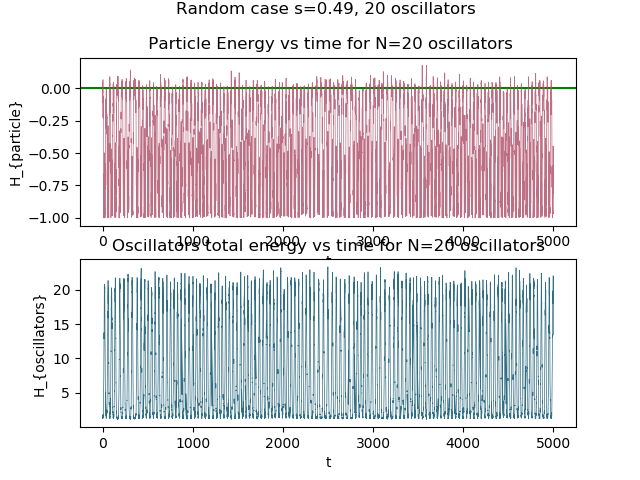 Random case s=0.49, 20 oscillators
Particle Energy vs time for N=20 oscillators
H_{particle}
0.00
−0.25
−0.50
−0.75
−1.00
0 1000 2000 3000 4000 5000
Oscillators total energy vs time for N=20 oscillators
H_{oscillators}
20
15
10
5
0 1000 2000 3000 4000 5000
t